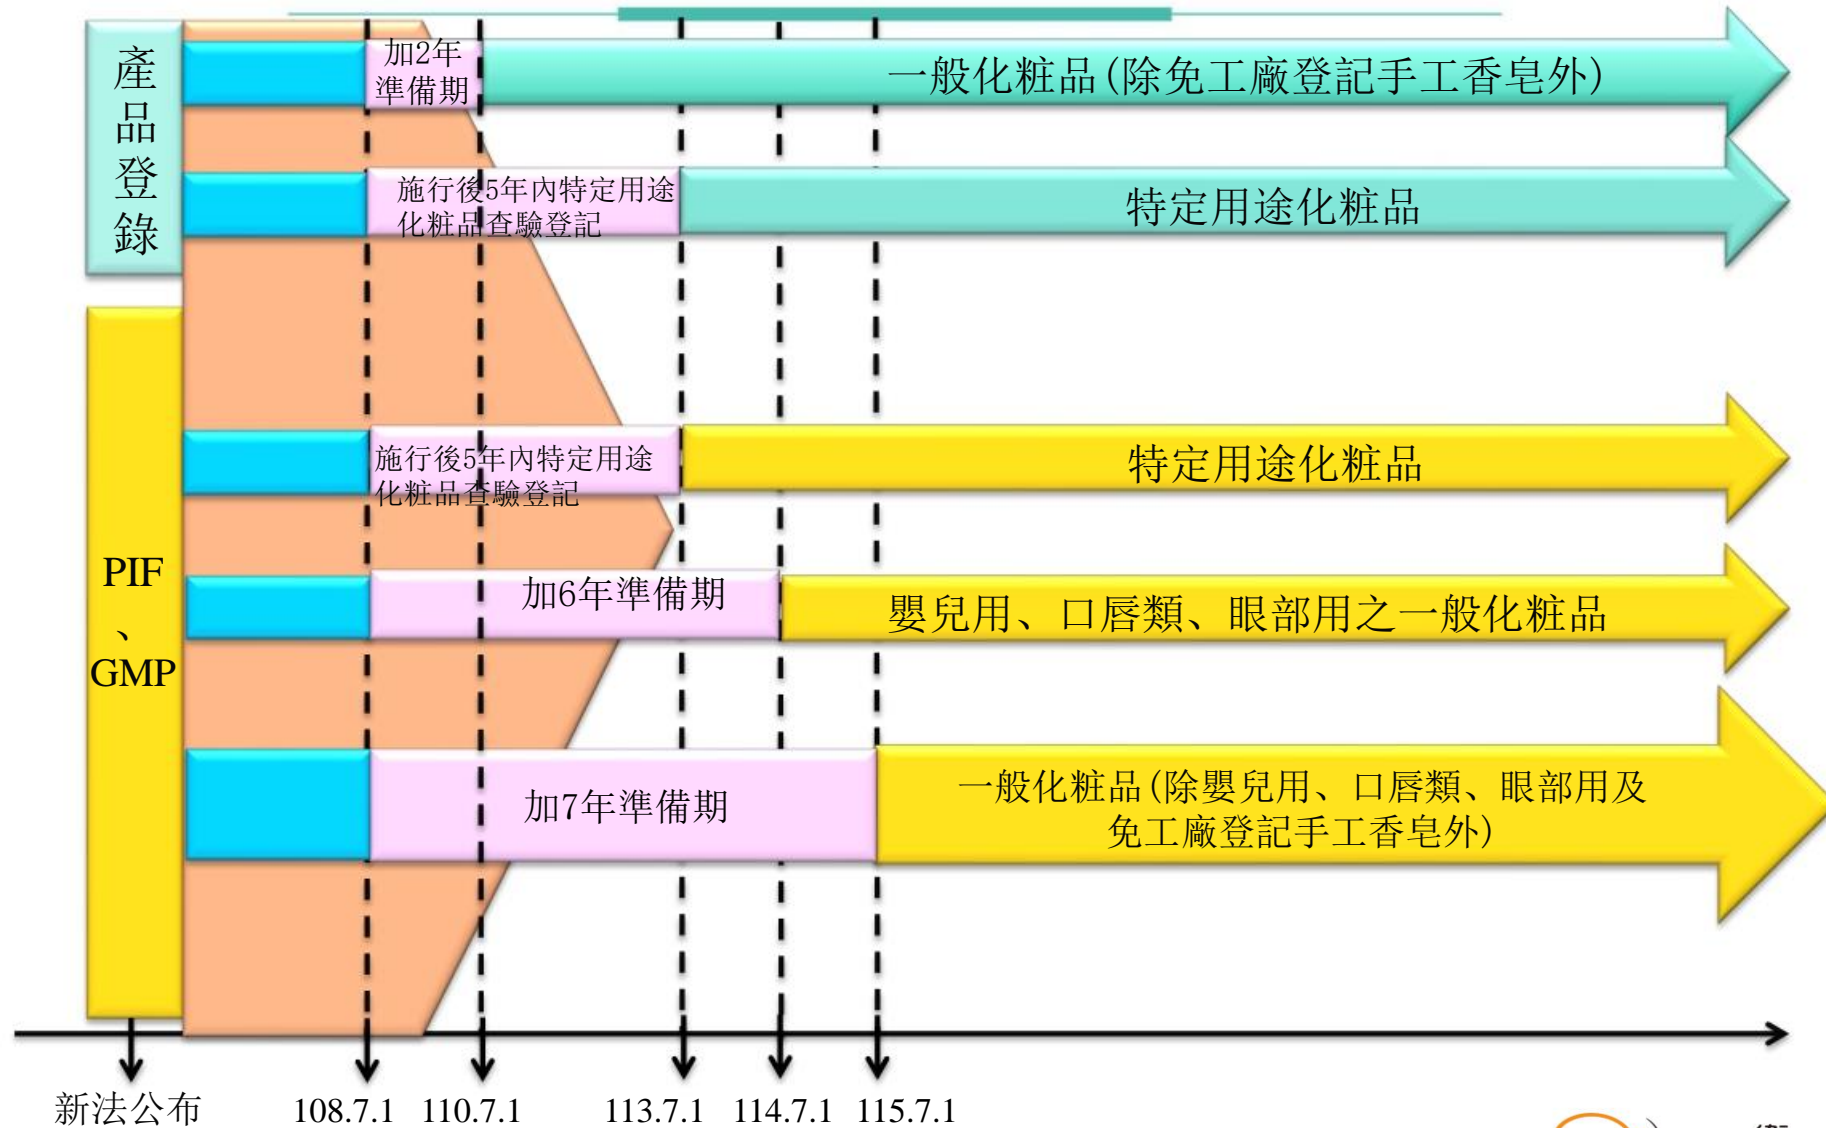 產
品
登
錄
加2年
準備期
一般化粧品(除免工廠登記手工香皂外)
施行後5年內特定用途
化粧品查驗登記
特定用途化粧品
PIF
、
GMP
施行後5年內特定用途
化粧品查驗登記
特定用途化粧品
加6年準備期
嬰兒用、口唇類、眼部用之一般化粧品
加7年準備期
一般化粧品(除嬰兒用、口唇類、眼部用及
免工廠登記手工香皂外)
新法公布
108.7.1
110.7.1
113.7.1
114.7.1
115.7.1